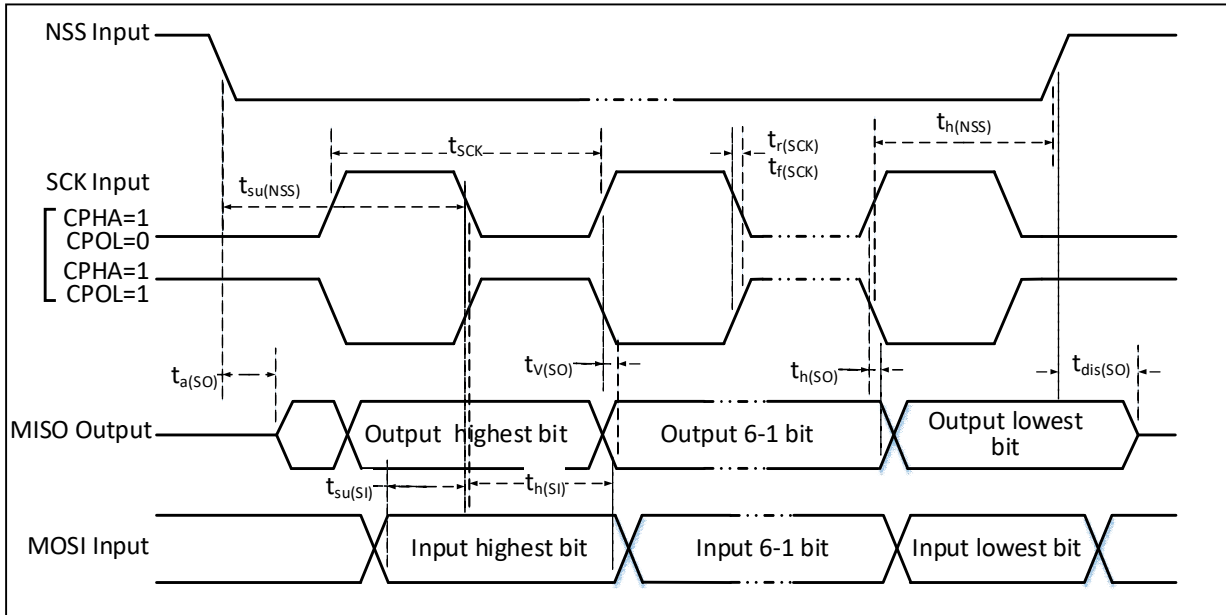 NSS Input
th(NSS)
tSCK
tr(SCK)
tf(SCK)
SCK Input
tsu(NSS)
CPHA=1
CPOL=0
CPHA=1
CPOL=1
ta(SO)
tV(SO)
th(SO)
tdis(SO)
MISO Output
Output highest bit
Output 6-1 bit
Output lowest
bit
tsu(SI)
th(SI)
MOSI Input
Input highest bit
Input 6-1 bit
Input lowest bit